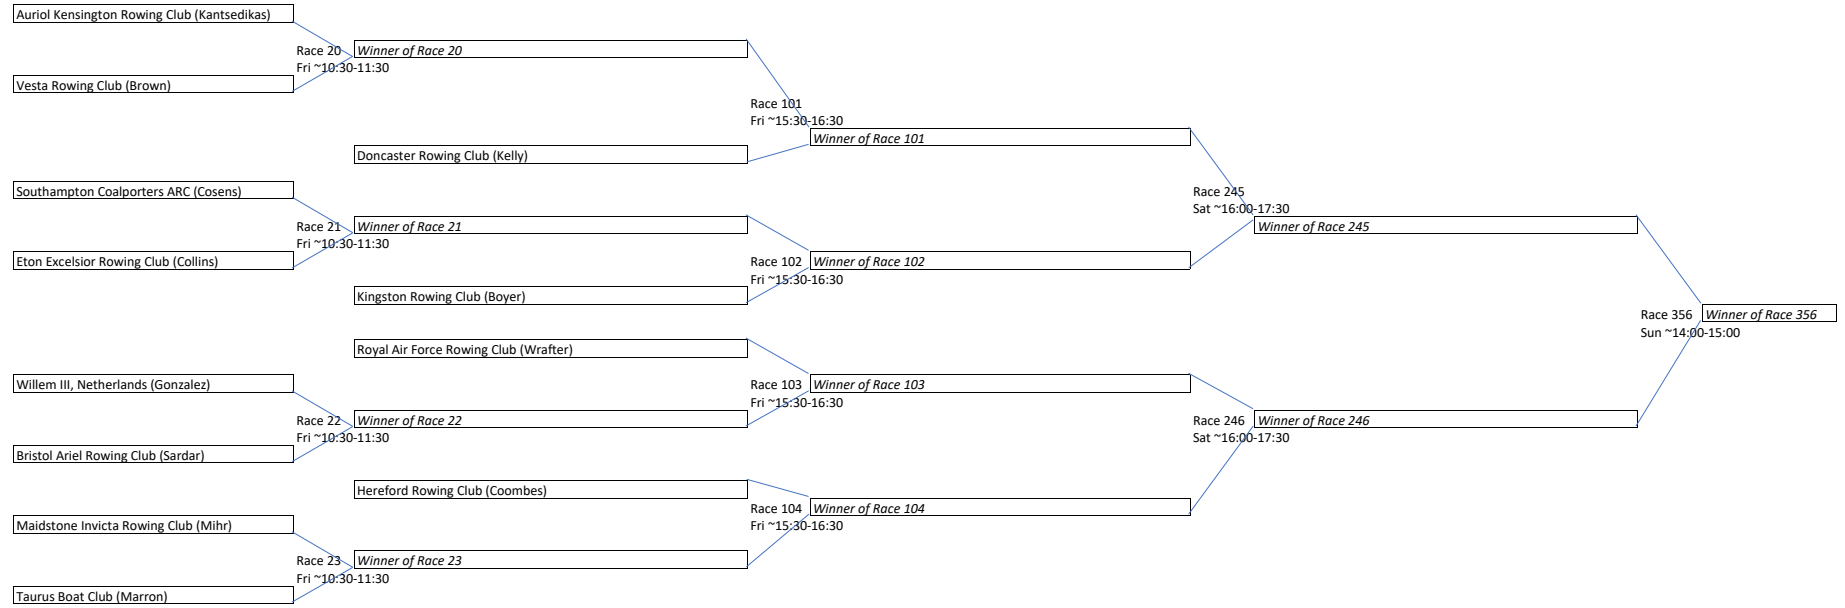 Auriol Kensington Rowing Club (Kantsedikas)
Race 20
Winner of Race 20
Fri ~10:30-11:30
Vesta Rowing Club (Brown)
Race 101
Fri ~15:30-16:30
Winner of Race 101
Doncaster Rowing Club (Kelly)
Southampton Coalporters ARC (Cosens)
Race 245
Sat ~16:00-17:30
Race 21
Winner of Race 21
Winner of Race 245
Fri ~10:30-11:30
Eton Excelsior Rowing Club (Collins)
Race 102
Winner of Race 102
Fri ~15:30-16:30
Kingston Rowing Club (Boyer)
Race 356
Winner of Race 356
Sun ~14:00-15:00
Royal Air Force Rowing Club (Wrafter)
Willem III, Netherlands (Gonzalez)
Race 103
Winner of Race 103
Fri ~15:30-16:30
Race 22
Winner of Race 22
Race 246
Winner of Race 246
Fri ~10:30-11:30
Sat ~16:00-17:30
Bristol Ariel Rowing Club (Sardar)
Hereford Rowing Club (Coombes)
Race 104
Winner of Race 104
Maidstone Invicta Rowing Club (Mihr)
Fri ~15:30-16:30
Race 23
Winner of Race 23
Fri ~10:30-11:30
Taurus Boat Club (Marron)